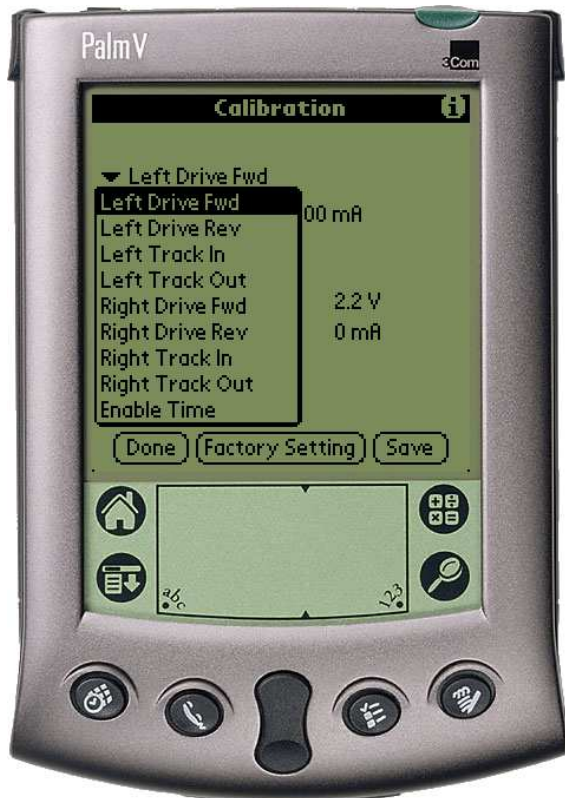 PalmV
3Com
Calibration
i
Left Drive Fwd
Left Drive Fwd
00 mA
Left Drive Rev
Left Track In
Left Track Out
Right Drive Fwd
2.2 V
Right Drive Rev
0 mA
Right Track In
Right Track Out
Enable Time
Done
Factory Setting
Save
abc
123